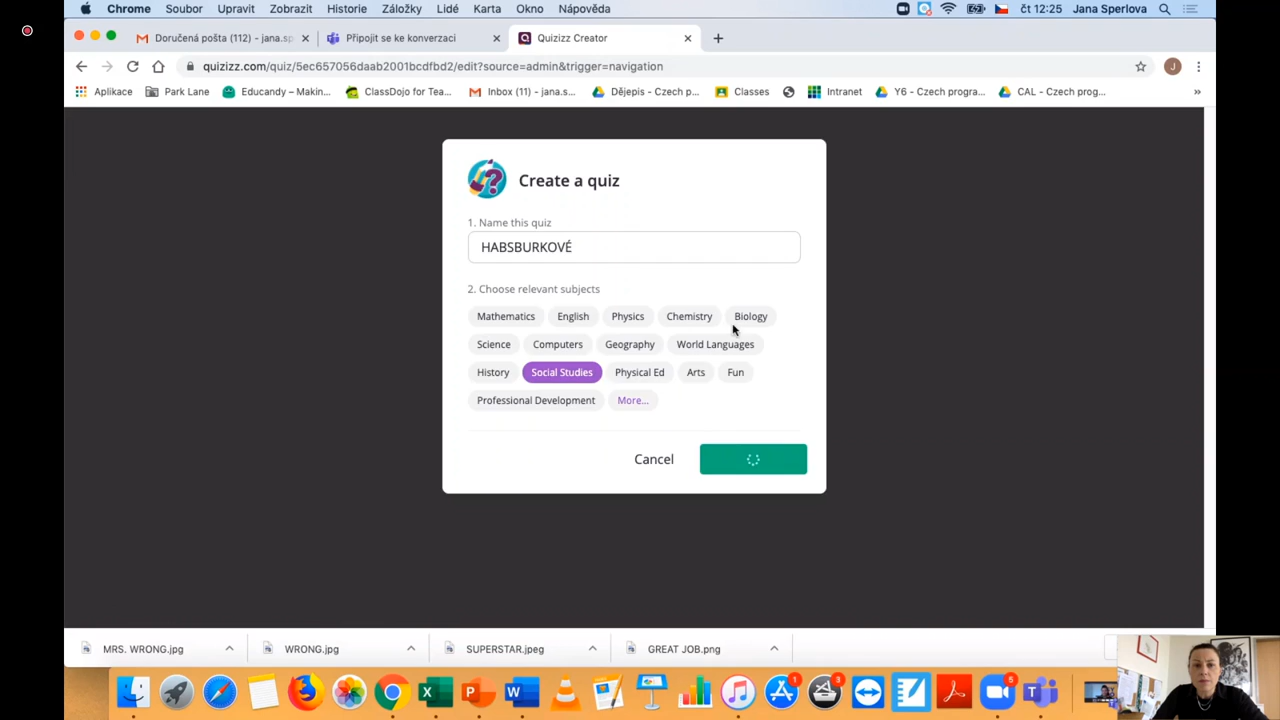 Chrome Soubor Upravit Zobrazit Historie Záložky Lidé Karta Okno Nápověda čt 12:25 Jana Sperlova
Doručená pošta (112) - jana.sp Připojit se ke konverzaci Quizizz Creator
quizizz.com/quiz/5ec657056daab2001bcdfbd2/edit?source=admin&trigger=navigation J
Aplikace Park Lane Educandy – Makin... ClassDojo for Tea... Inbox (11) - jana.s... Dějepis - Czech p... Classes Intranet Y6 - Czech progra... CAL - Czech prog... »
Create a quiz
1. Name this quiz
HABSBURKOVÉ
2. Choose relevant subjects
Mathematics English Physics Chemistry Biology
Science Computers Geography World Languages
History Social Studies Physical Ed Arts Fun
Professional Development More...
Cancel
MRS. WRONG.jpg WRONG.jpg SUPERSTAR.jpeg GREAT JOB.png
X P W 1 3 5 T